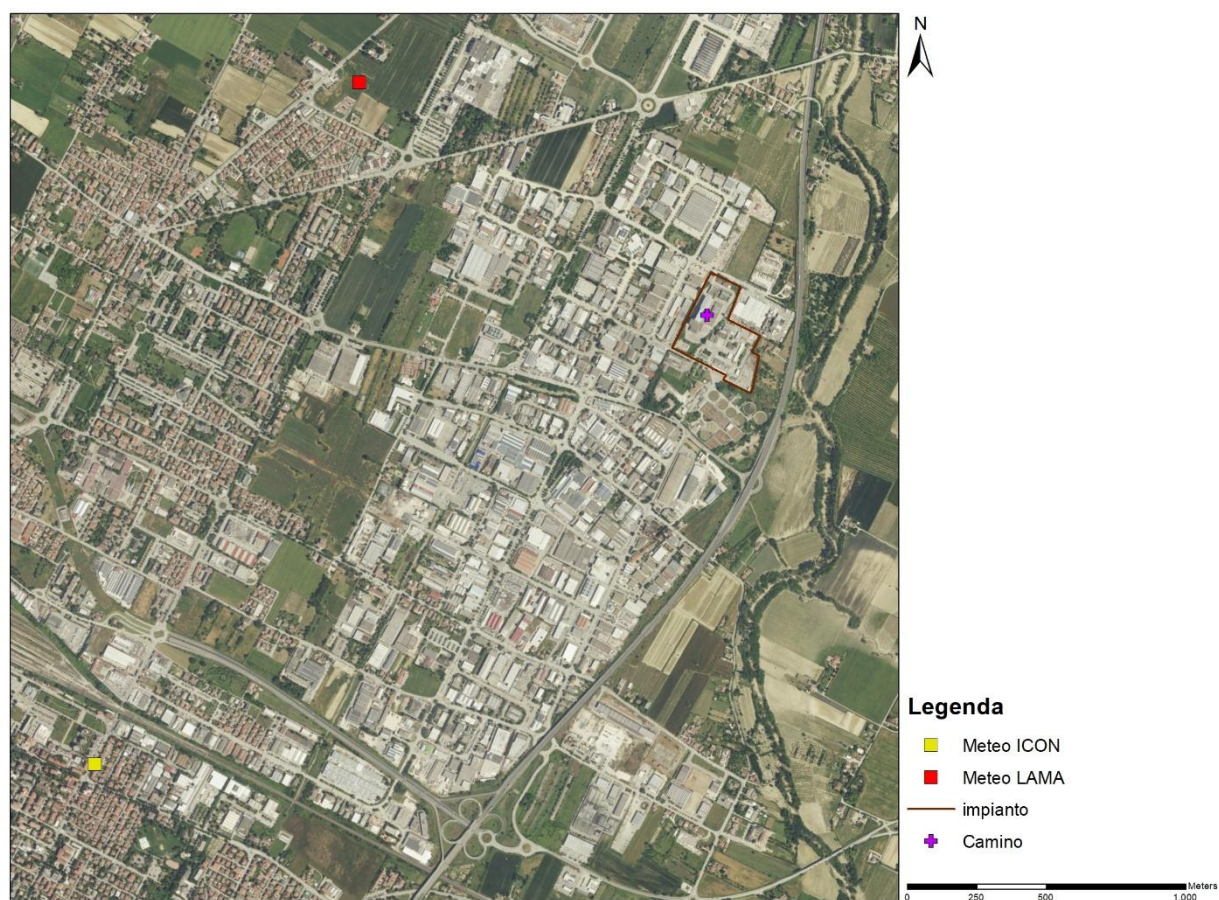 N
Legenda
Meteo ICON
Meteo LAMA
impianto
Camino
Meters
0 250 500 1.000